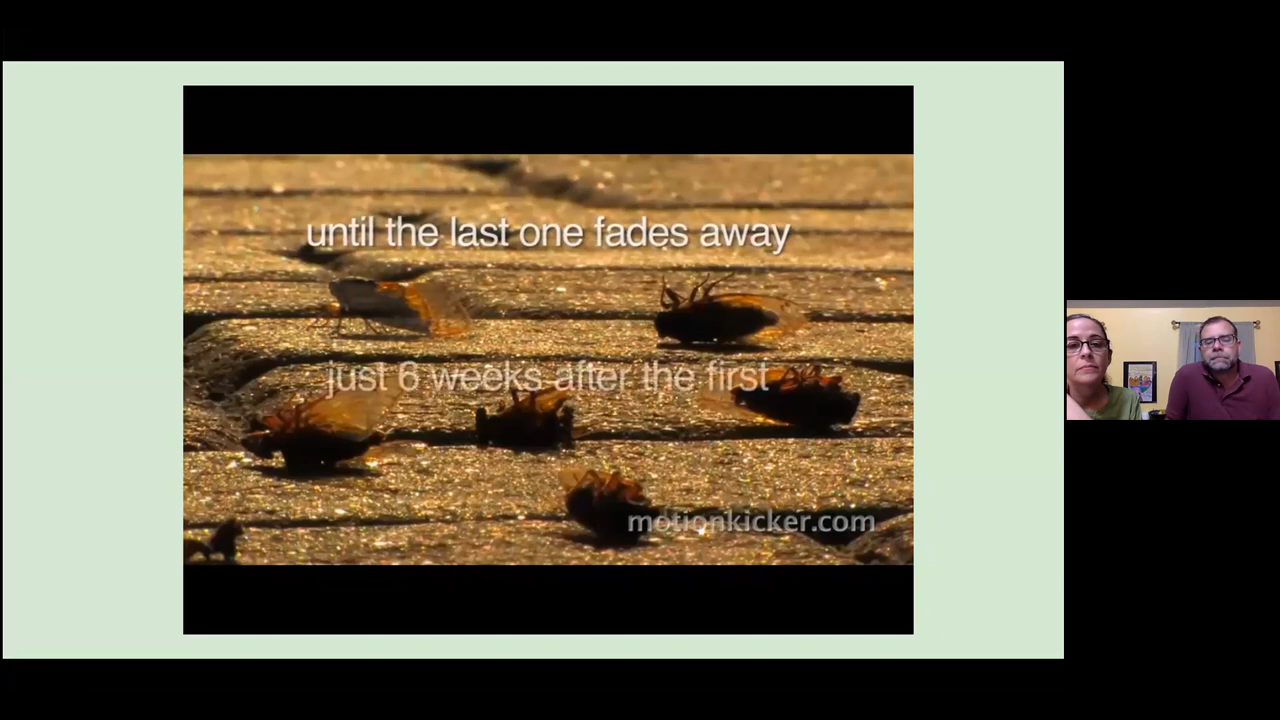 until the last one fades away
just 6 weeks after the first
motionkicker.com